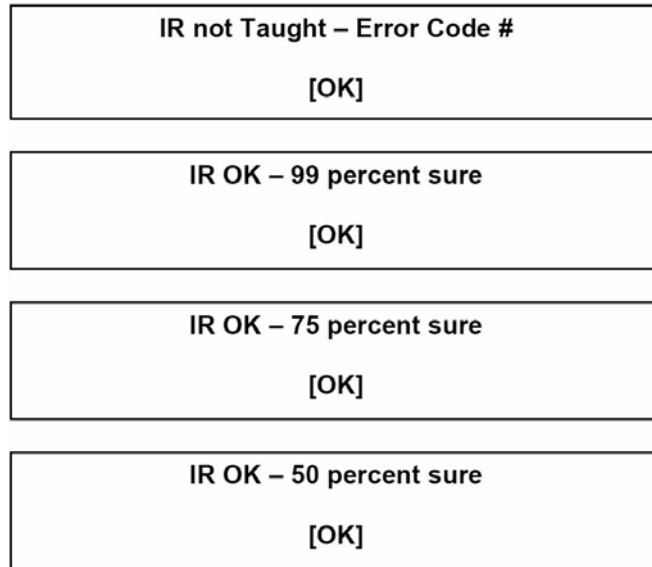 IR not Taught – Error Code #
[OK]
IR OK – 99 percent sure
[OK]
IR OK – 75 percent sure
[OK]
IR OK – 50 percent sure
[OK]